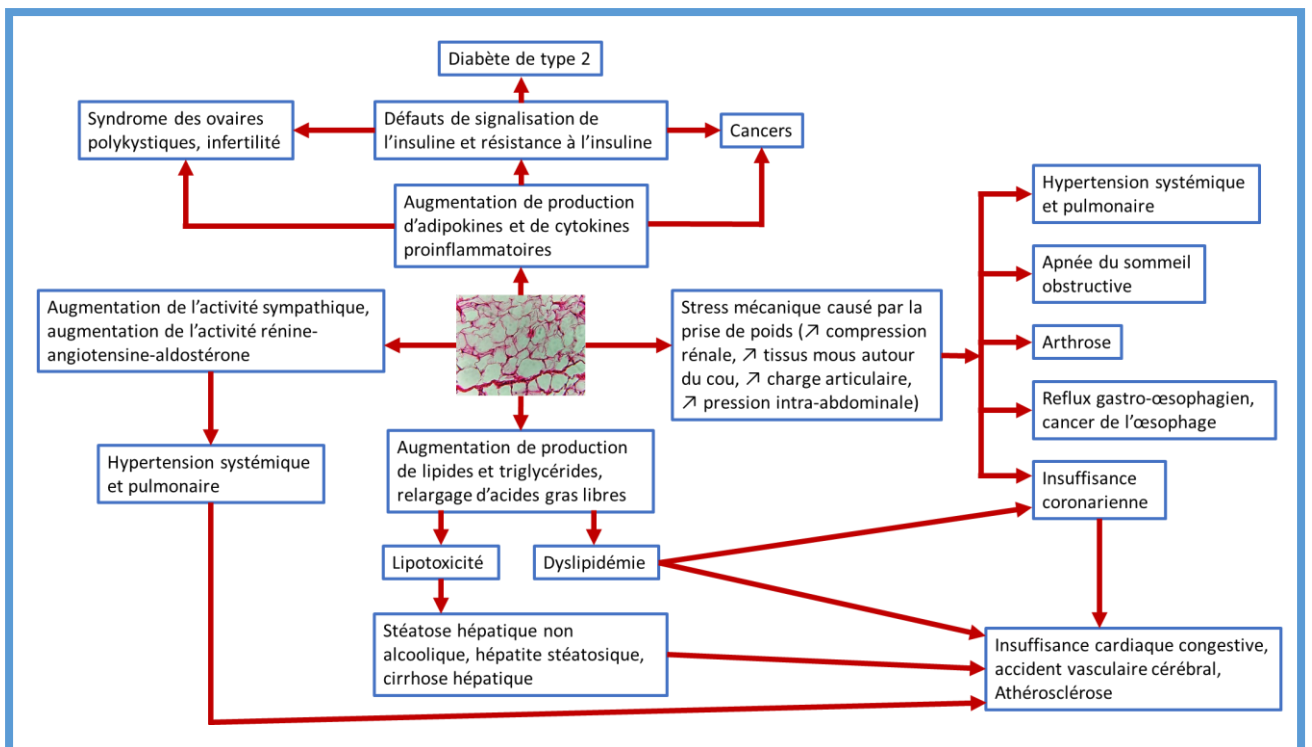 Diabète de type 2
Syndrome des ovaires
polykystiques, infertilité
Défauts de signalisation de
l’insuline et résistance à l’insuline
Cancers
Augmentation de production
d’adipokines et de cytokines
proinflammatoires
Hypertension systémique
et pulmonaire
Apnée du sommeil
obstructive
Augmentation de l’activité sympathique,
augmentation de l’activité rénine-
angiotensine-aldostérone
Stress mécanique causé par la
prise de poids (↗ compression
rénale, ↗ tissus mous autour
du cou, ↗ charge articulaire,
↗ pression intra-abdominale)
Arthrose
Reflux gastro-œsophagien,
cancer de l’œsophage
Augmentation de production
de lipides et triglycérides,
relargage d’acides gras libres
Hypertension systémique
et pulmonaire
Insuffisance
coronarienne
Lipotoxicité
Dyslipidémie
Stéatose hépatique non
alcoolique, hépatite stéatosique,
cirrhose hépatique
Insuffisance cardiaque congestive,
accident vasculaire cérébral,
Athérosclérose